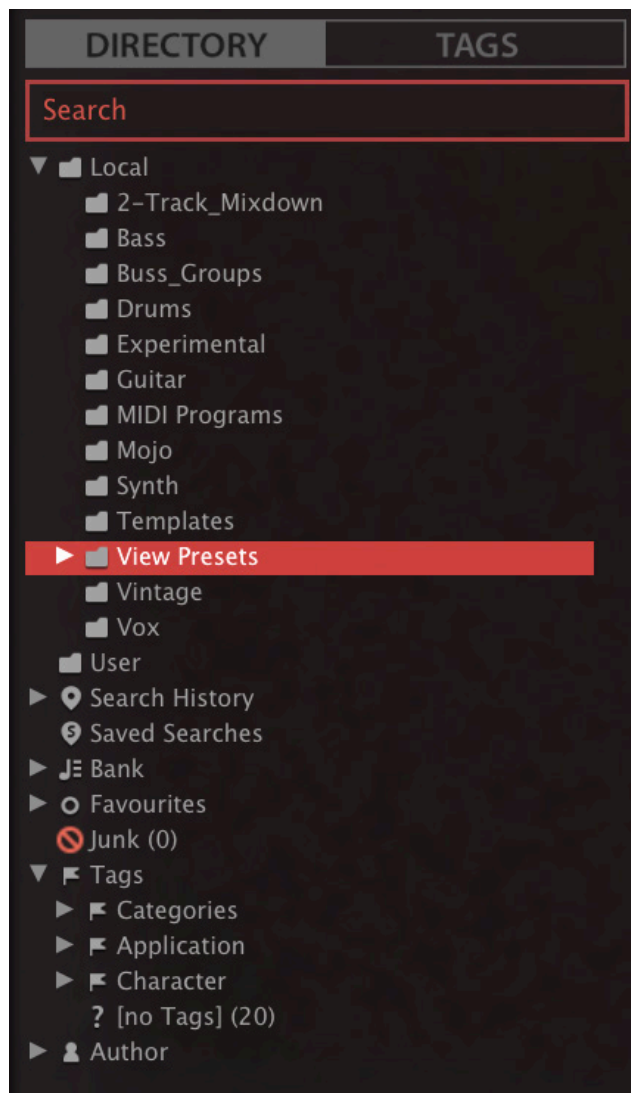 DIRECTORY TAGS
Search
Local
2-Track_Mixdown
Bass
Buss_Groups
Drums
Experimental
Guitar
MIDI Programs
Mojo
Synth
Templates
View Presets
Vintage
Vox
User
Search History
Saved Searches
Bank
Favourites
Junk (0)
Tags
Categories
Application
Character
? [no Tags] (20)
Author